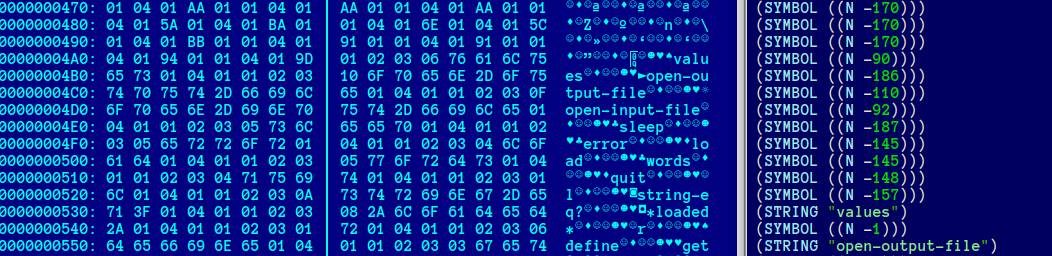 0000000470: 01 04 01 AA 01 01 04 01 │ AA 01 01 04 01 AA 01 01 ☺♦☺ª☺☺♦☺ª☺☺♦☺ª☺☺ (SYMBOL ((N -170)))
0000000480: 04 01 5A 01 04 01 BA 01 │ 01 04 01 6E 01 04 01 5C ♦☺Z☺♦☺º☺☺♦☺n☺♦☺\ (SYMBOL ((N -170)))
0000000490: 01 04 01 BB 01 01 04 01 │ 91 01 01 04 01 91 01 01 ☺♦☺»☺☺♦☺‘☺☺♦☺‘☺☺ (SYMBOL ((N -170)))
00000004A0: 04 01 94 01 01 04 01 9D │ 01 02 03 06 76 61 6C 75 ♦☺”☺☺♦☺☺☻♥♠valu (SYMBOL ((N -90)))
00000004B0: 65 73 01 04 01 01 02 03 │ 10 6F 70 65 6E 2D 6F 75 es☺♦☺☺☻♥►open-ou (SYMBOL ((N -186)))
00000004C0: 74 70 75 74 2D 66 69 6C │ 65 01 04 01 01 02 03 0F tput-file☺♦☺☺☻♥☼ (SYMBOL ((N -110)))
00000004D0: 6F 70 65 6E 2D 69 6E 70 │ 75 74 2D 66 69 6C 65 01 open-input-file☺ (SYMBOL ((N -92)))
00000004E0: 04 01 01 02 03 05 73 6C │ 65 65 70 01 04 01 01 02 ♦☺☺☻♥♣sleep☺♦☺☺☻ (SYMBOL ((N -187)))
00000004F0: 03 05 65 72 72 6F 72 01 │ 04 01 01 02 03 04 6C 6F ♥♣error☺♦☺☺☻♥♦lo (SYMBOL ((N -145)))
0000000500: 61 64 01 04 01 01 02 03 │ 05 77 6F 72 64 73 01 04 ad☺♦☺☺☻♥♣words☺♦ (SYMBOL ((N -145)))
0000000510: 01 01 02 03 04 71 75 69 │ 74 01 04 01 01 02 03 01 ☺☺☻♥♦quit☺♦☺☺☻♥☺ (SYMBOL ((N -148)))
0000000520: 6C 01 04 01 01 02 03 0A │ 73 74 72 69 6E 67 2D 65 l☺♦☺☺☻♥◙string-e (SYMBOL ((N -157)))
0000000530: 71 3F 01 04 01 01 02 03 │ 08 2A 6C 6F 61 64 65 64 q?☺♦☺☺☻♥◘*loaded (STRING "values")
0000000540: 2A 01 04 01 01 02 03 01 │ 72 01 04 01 01 02 03 06 *☺♦☺☺☻♥☺r☺♦☺☺☻♥♠ (SYMBOL ((N -1)))
0000000550: 64 65 66 69 6E 65 01 04 │ 01 01 02 03 03 67 65 74 define☺♦☺☺☻♥♥get (STRING "open-output-file")